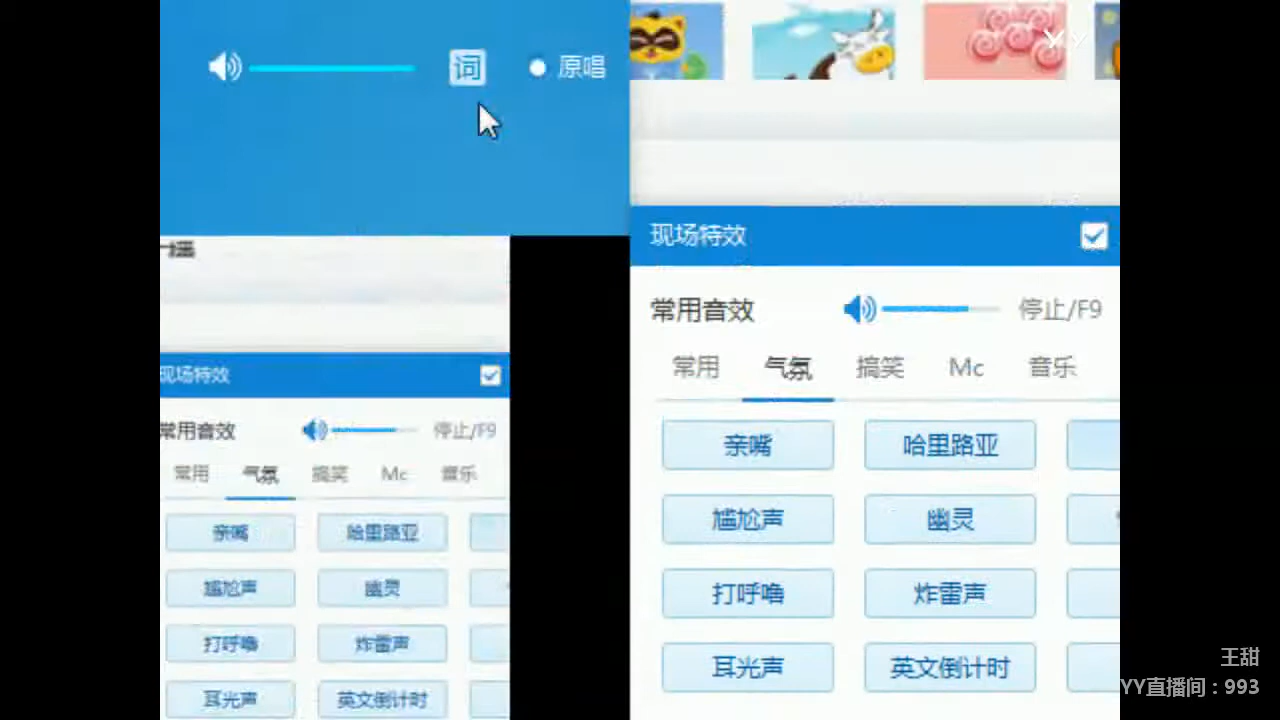 词 原唱
播
现场特效
常用音效 停止/F9
常用 气氛 搞笑 Mc 音乐
亲嘴 哈里路亚
尴尬声 幽灵
打呼噜 炸雷声
耳光声 英文倒计时
现场特效
常用音效 停止/F9
常用 气氛 搞笑 Mc 音乐
亲嘴 哈里路亚
尴尬声 幽灵
打呼噜 炸雷声
耳光声 英文倒计时
王甜
YY直播间：993